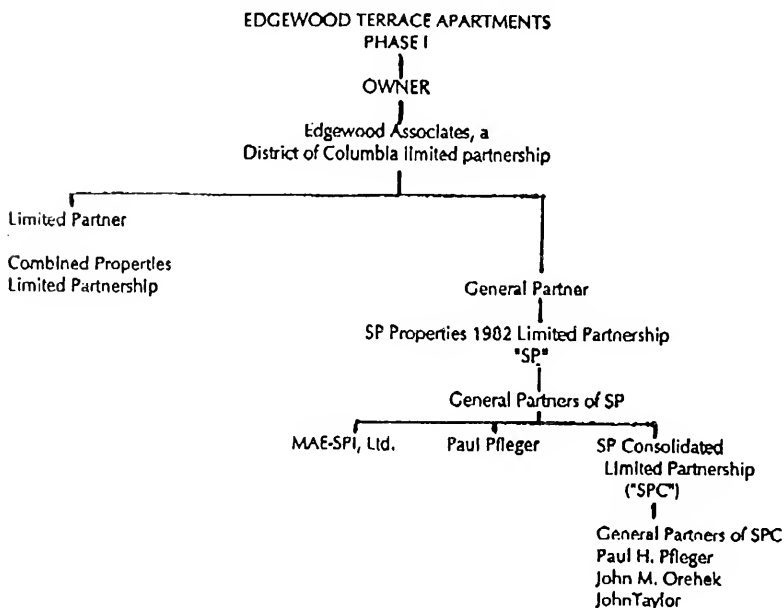 EDGEWOOD TERRACE APARTMENTS
PHASE I
OWNER
Edgewood Associates, a
District of Columbia limited partnership
Limited Partner
Combined Properties
Limited Partnership
General Partner
SP Properties 1982 Limited Partnership
"SP"
General Partners of SP
MAE-SPI, Ltd.
Paul Pfleger
SP Consolidated
Limited Partnership
("SPC")
General Partners of SPC
Paul H. Pfleger
John M. Orehek
JohnTaylor